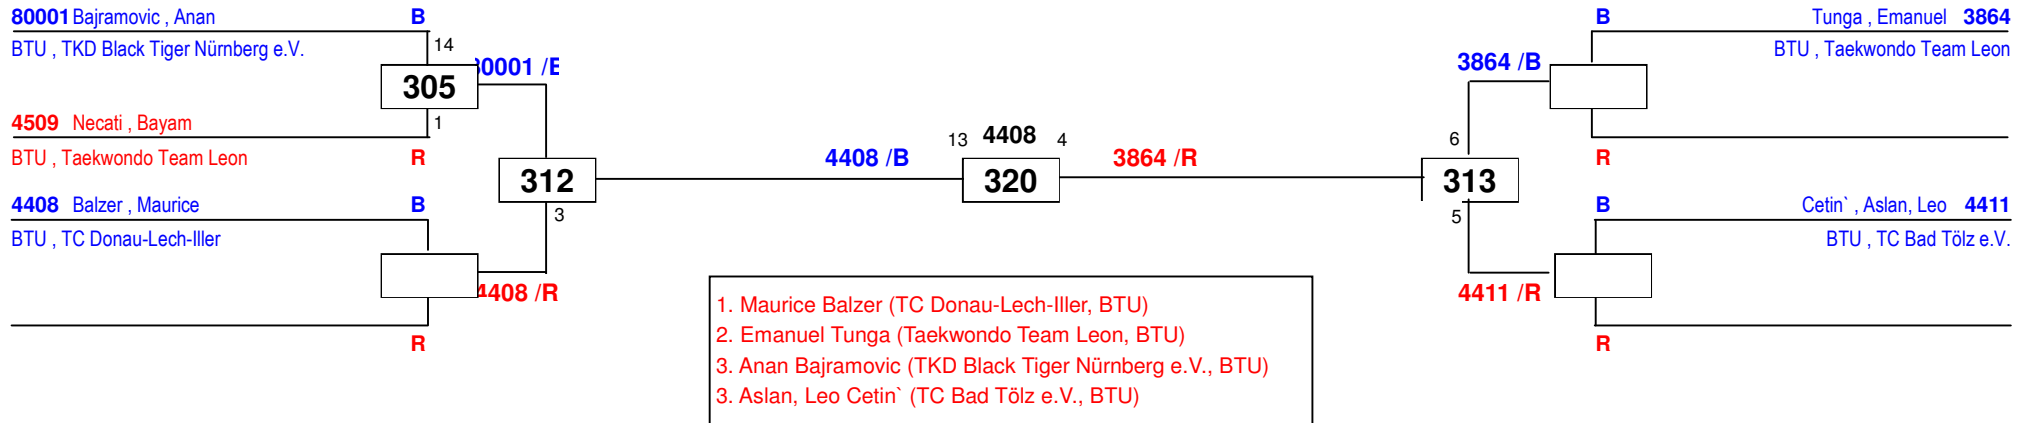 80001 Bajramovic , Anan B
BTU , TKD Black Tiger Nürnberg e.V.
14
80001 /B
305
4509 Necati , Bayam
1
BTU , Taekwondo Team Leon R
312
4408 Balzer , Maurice B
3
BTU , TC Donau-Lech-Iller
4408 /R
R
4408 /B
13 4408 4
320
3864 /R
B Tunga , Emanuel 3864
BTU , Taekwondo Team Leon
3864 /B
6
R
313
B Cetin` , Aslan, Leo 4411
5
BTU , TC Bad Tölz e.V.
4411 /R
R
1. Maurice Balzer (TC Donau-Lech-Iller, BTU)
2. Emanuel Tunga (Taekwondo Team Leon, BTU)
3. Anan Bajramovic (TKD Black Tiger Nürnberg e.V., BTU)
3. Aslan, Leo Cetin` (TC Bad Tölz e.V., BTU)